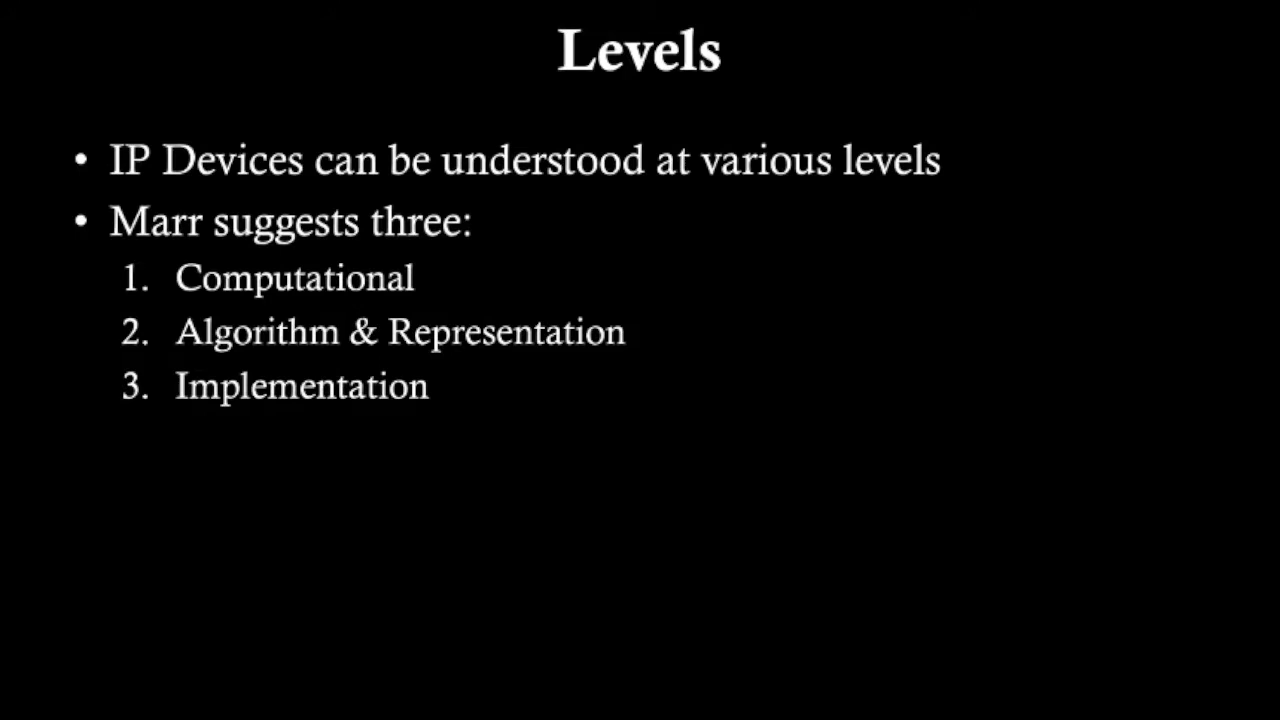 Levels
• IP Devices can be understood at various levels
• Marr suggests three:
1. Computational
2. Algorithm & Representation
3. Implementation